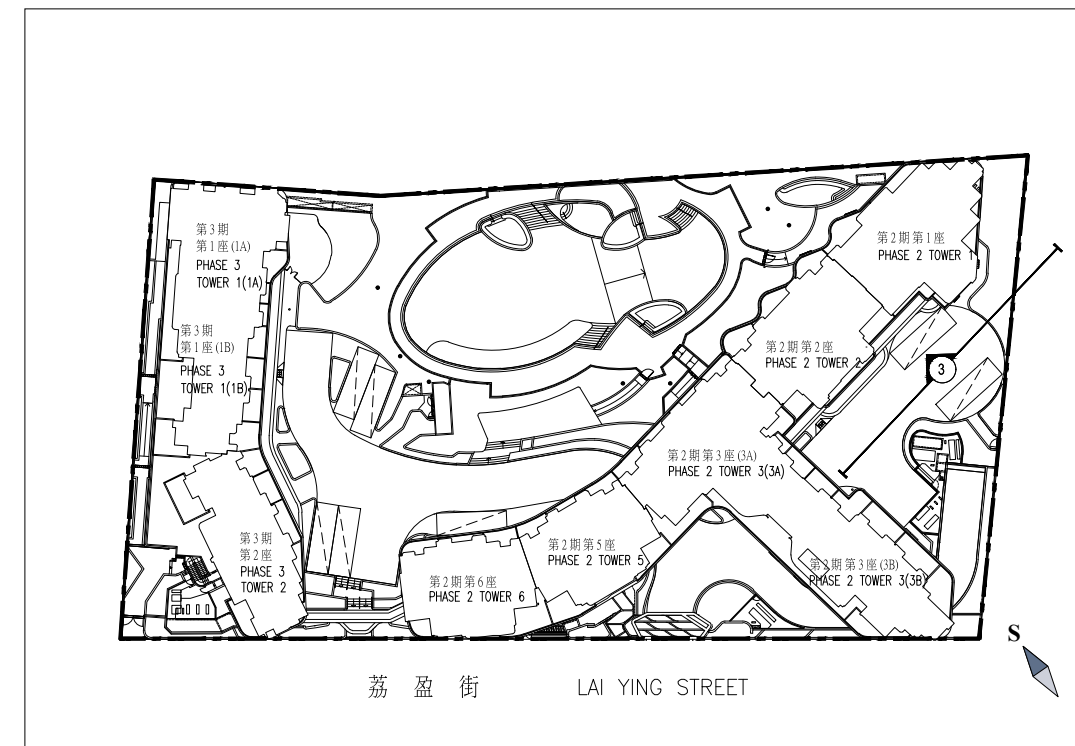 第3期
第1座(1A)
PHASE 3
TOWER 1(1A)
第3期
第1座(1B)
PHASE 3
TOWER 1(1B)
第2期第1座
PHASE 2 TOWER 1
第2期第2座
PHASE 2 TOWER 2
3
第2期第3座(3A)
PHASE 2 TOWER 3(3A)
第3期
第2座
PHASE 3
TOWER 2
第2期第5座
PHASE 2 TOWER 5
第2期第6座
PHASE 2 TOWER 6
第2期第3座(3B)
PHASE 2 TOWER 3(3B)
S
荔盈街 LAI YING STREET